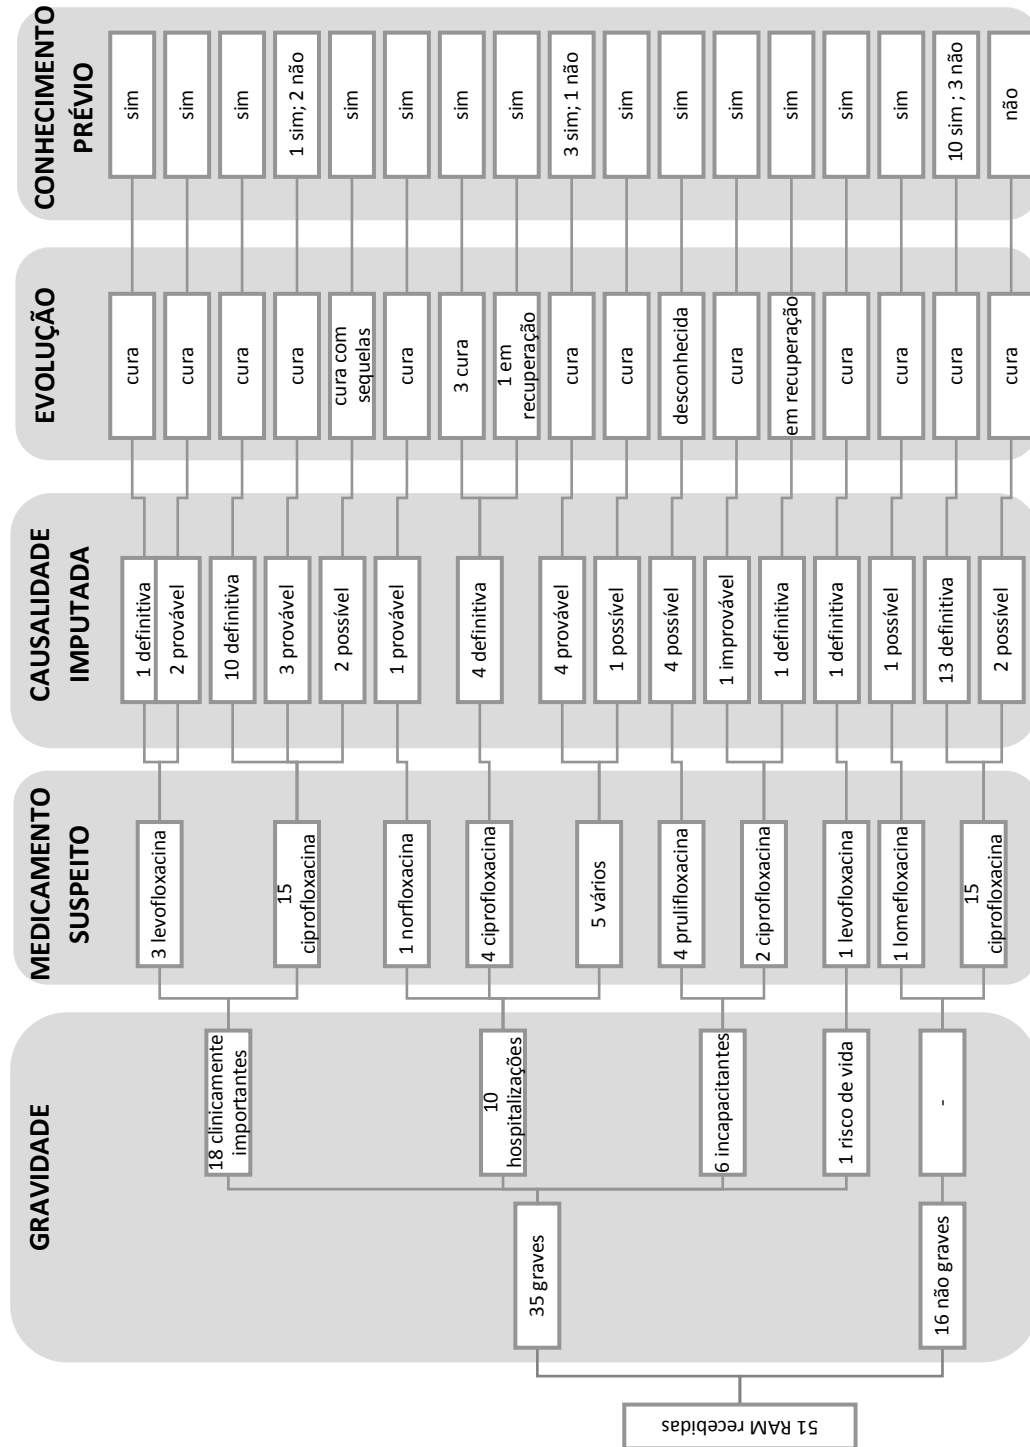 GRAVIDADE
MEDICAMENTO
SUSPEITO
CAUSALIDADE
IMPUTADA
EVOLUÇÃO
CONHECIMENTO
PRÉVIO
51 RAM recebidas
35 graves
16 não graves
18 clinicamente
importantes
10
hospitalizações
6 incapacitantes
1 risco de vida
-
3 levofloxacina
15
ciprofloxacina
1 norfloxacina
4 ciprofloxacina
5 vários
4 prulifloxacina
2 ciprofloxacina
1 levofloxacina
1 lomefloxacina
15
ciprofloxacina
1 definitiva
2 provável
10 definitiva
3 provável
2 possível
1 provável
4 definitiva
4 provável
1 possível
4 possível
1 improvável
1 definitiva
1 definitiva
1 possível
13 definitiva
2 possível
cura
cura
cura
cura
cura com
sequelas
cura
3 cura
1 em
recuperação
cura
cura
desconhecida
cura
em recuperação
cura
cura
cura
cura
sim
sim
sim
1 sim; 2 não
sim
sim
sim
sim
3 sim; 1 não
sim
sim
sim
sim
sim
sim
10 sim ; 3 não
não